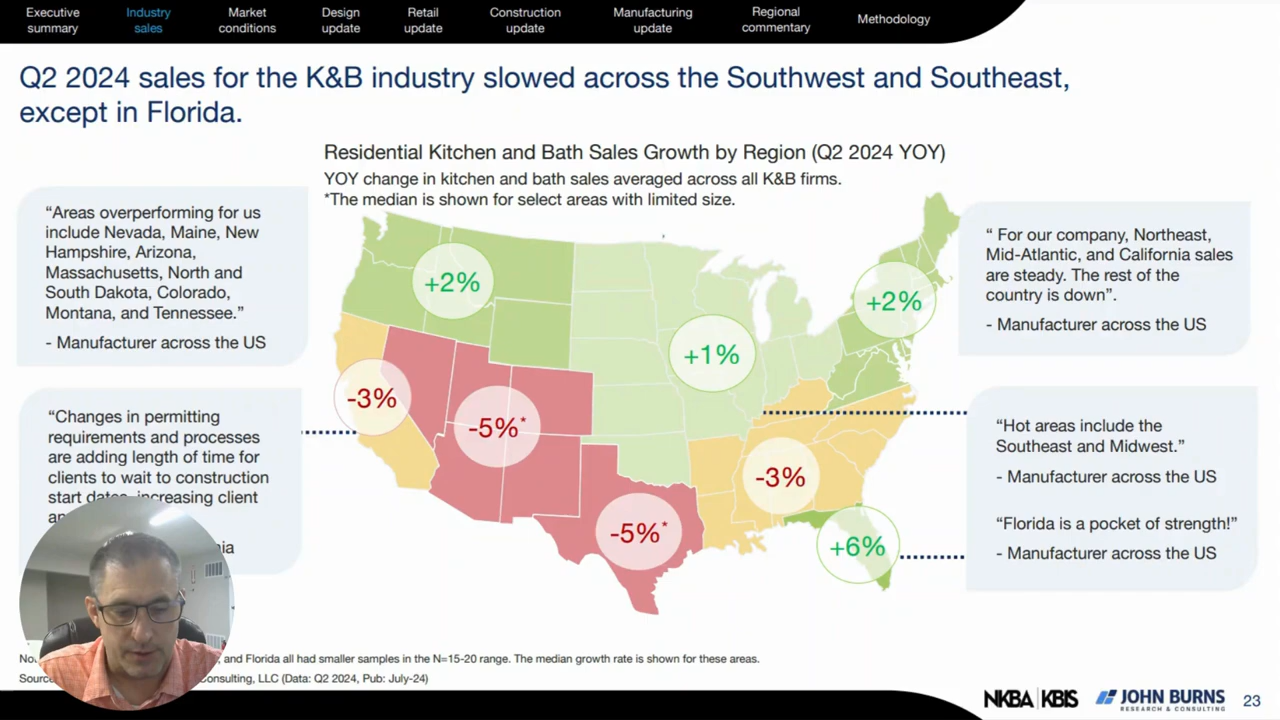 Executive summary
Industry sales
Market conditions
Design update
Retail update
Construction update
Manufacturing update
Regional commentary
Methodology
Q2 2024 sales for the K&B industry slowed across the Southwest and Southeast,
except in Florida.
Residential Kitchen and Bath Sales Growth by Region (Q2 2024 YOY)
YOY change in kitchen and bath sales averaged across all K&B firms.
*The median is shown for select areas with limited size.
“Areas overperforming for us
include Nevada, Maine, New
Hampshire, Arizona,
Massachusetts, North and
South Dakota, Colorado,
Montana, and Tennessee.”
- Manufacturer across the US
“Changes in permitting
requirements and processes
are adding length of time for
clients to wait to construction
start dates, increasing client
+2%
+1%
+2%
-3%
-5%*
-3%
-5%*
+6%
“ For our company, Northeast,
Mid-Atlantic, and California sales
are steady. The rest of the
country is down”.
- Manufacturer across the US
“Hot areas include the
Southeast and Midwest.”
- Manufacturer across the US
“Florida is a pocket of strength!”
- Manufacturer across the US
and Florida all had smaller samples in the N=15-20 range. The median growth rate is shown for these areas.
Consulting, LLC (Data: Q2 2024, Pub: July-24)
NKBA | KBIS
JOHN BURNS
RESEARCH & CONSULTING
23